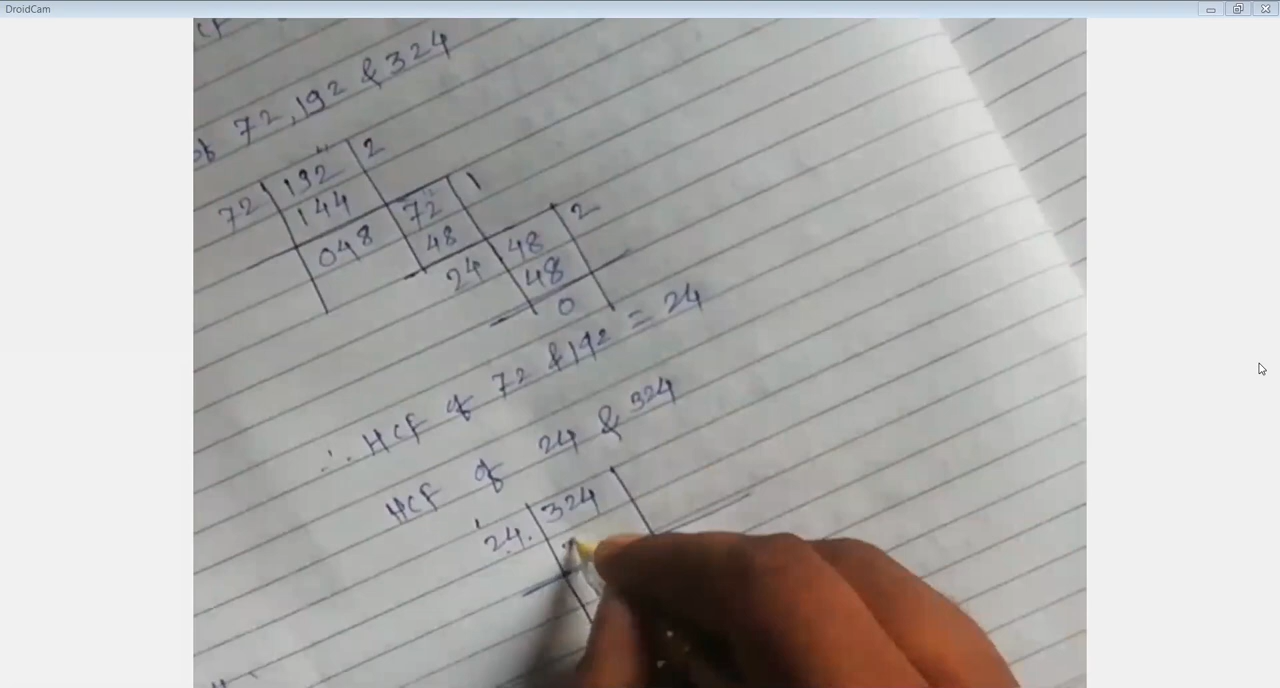 DroidCam
of 72, 192 & 324
72 192 2
144 72 1
048 48 48 2
24 48
0
∴ HCF of 72 & 192 = 24
HCF of 24 & 324
24. 324